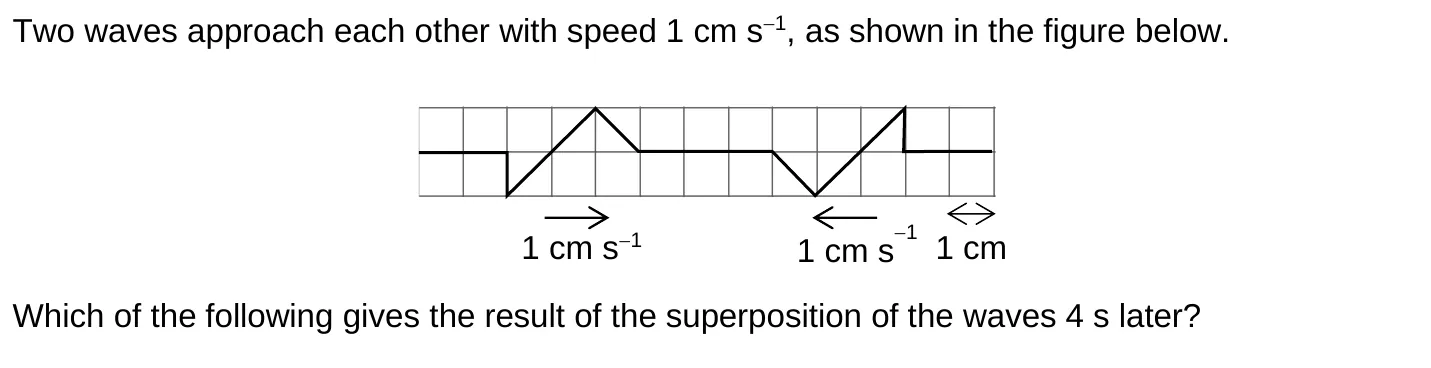 Two waves approach each other with speed 1 cm s⁻¹, as shown in the figure below.
1 cm s⁻¹ 1 cm s⁻¹ 1 cm
Which of the following gives the result of the superposition of the waves 4 s later?